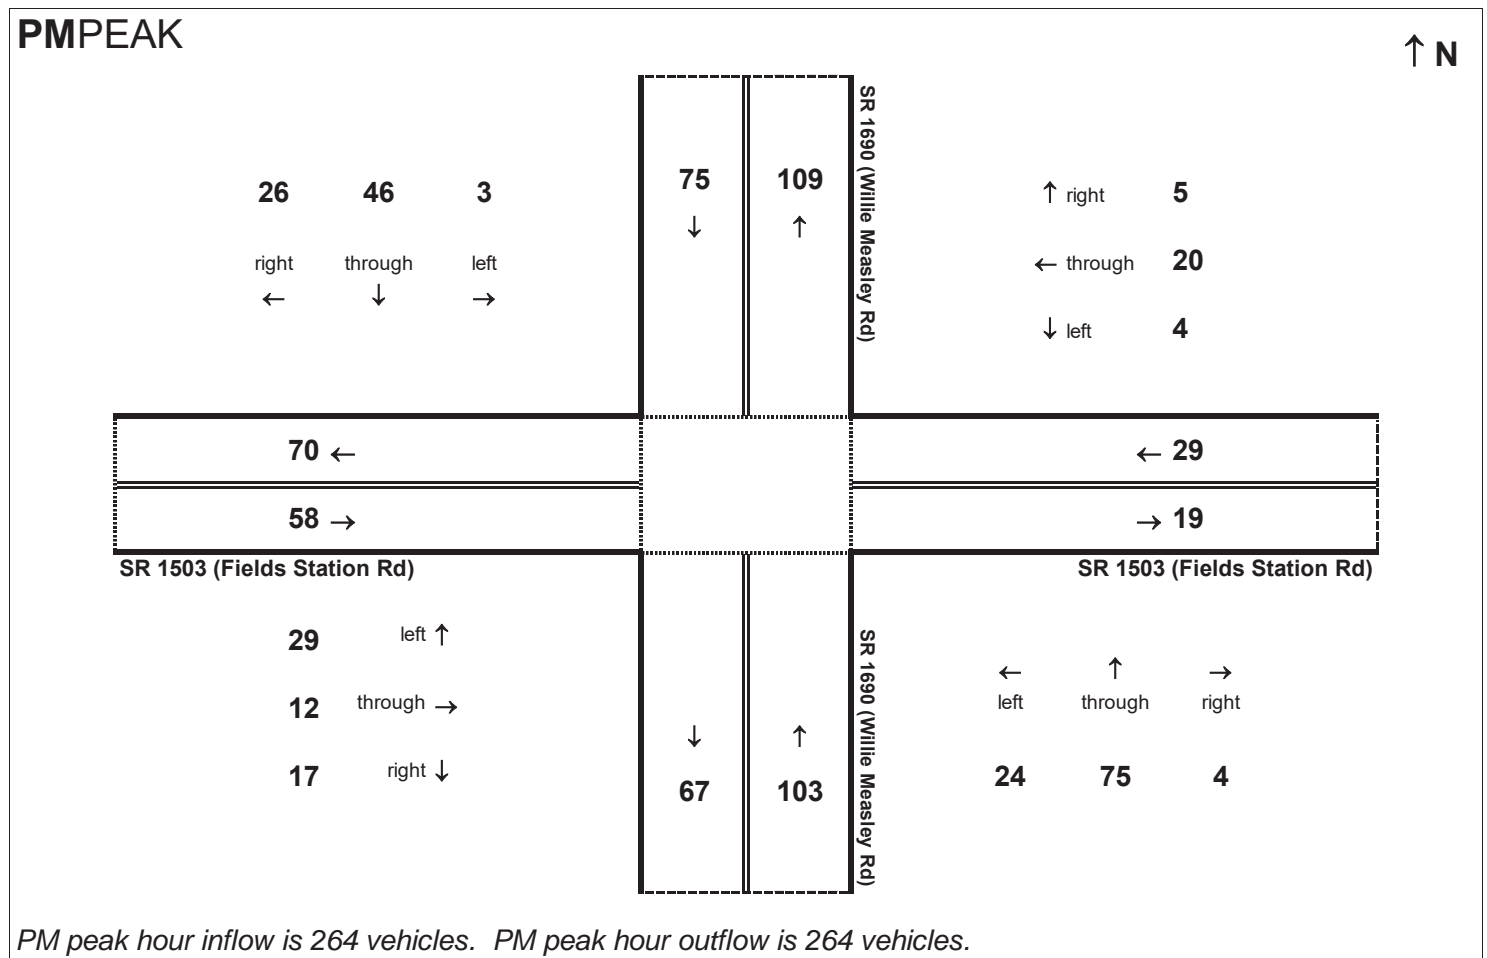 PMPEAK
↑ N
26 46 3
right through left
← ↓ →
75 109
↓ ↑
SR 1690 (Willie Measley Rd)
↑ right 5
← through 20
↓ left 4
70 ←
← 29
58 →
→ 19
SR 1503 (Fields Station Rd)
SR 1503 (Fields Station Rd)
29 left ↑
12 through →
17 right ↓
↓ ↑
67 103
SR 1690 (Willie Measley Rd)
← ↑ →
left through right
24 75 4
PM peak hour inflow is 264 vehicles. PM peak hour outflow is 264 vehicles.